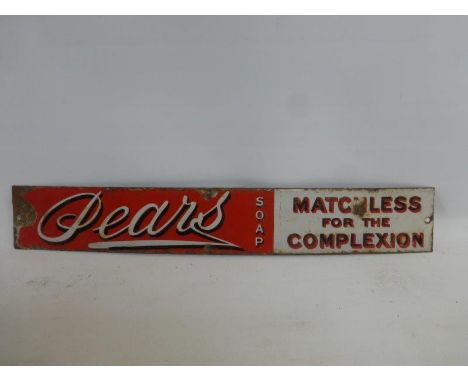 Pears
SOAP
MATCHLESS
FOR THE
COMPLEXION